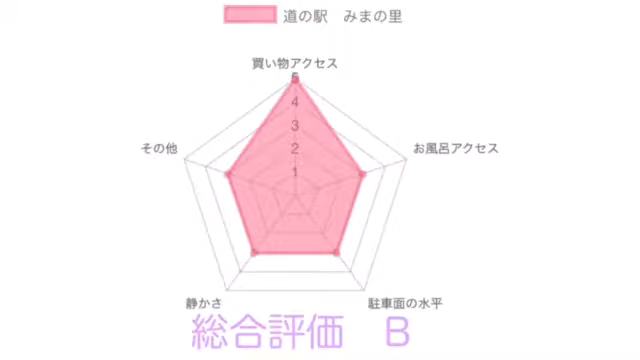 道の駅　みまの里
買い物アクセス
5
4
3
2
1
その他
お風呂アクセス
静かさ
駐車面の水平
総合評価　B